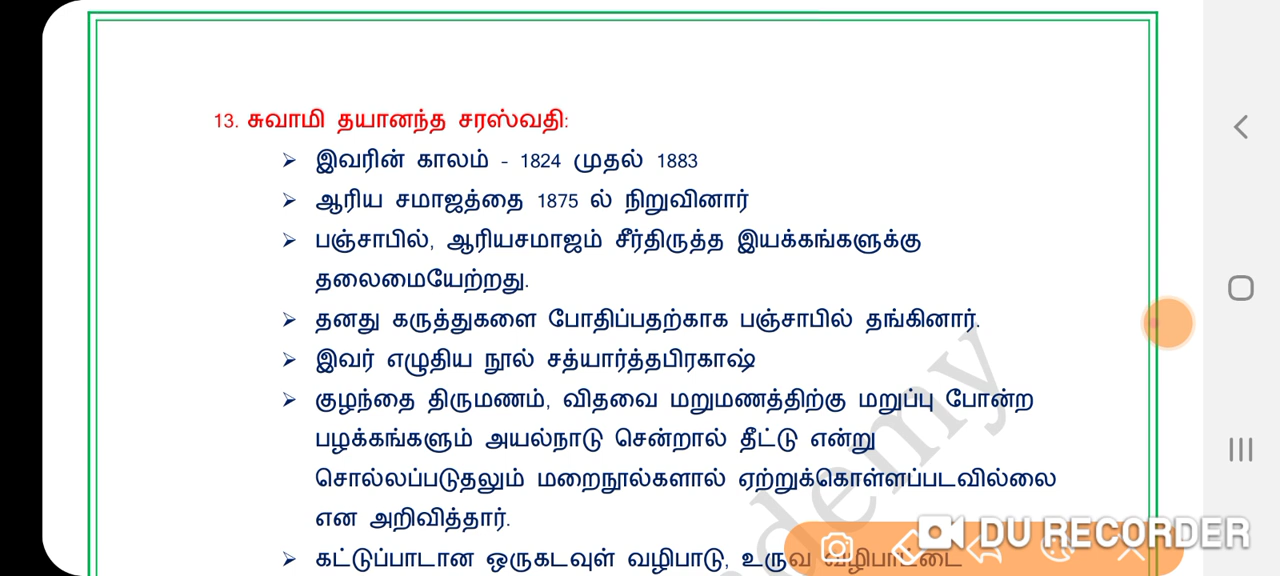 13. சுவாமி தயானந்த சரஸ்வதி:
➢ இவரின் காலம் - 1824 முதல் 1883
➢ ஆரிய சமாஜத்தை 1875 ல் நிறுவினார்
➢ பஞ்சாபில், ஆரியசமாஜம் சீர்திருத்த இயக்கங்களுக்கு
தலைமையேற்றது.
➢ தனது கருத்துகளை போதிப்பதற்காக பஞ்சாபில் தங்கினார்.
➢ இவர் எழுதிய நூல் சத்யார்த்தபிரகாஷ்
➢ குழந்தை திருமணம், விதவை மறுமணத்திற்கு மறுப்பு போன்ற
பழக்கங்களும் அயல்நாடு சென்றால் தீட்டு என்று
சொல்லப்படுதலும் மறைநூல்களால் ஏற்றுக்கொள்ளப்படவில்லை
என அறிவித்தார்.
➢ கட்டுப்பாடான ஒருகடவுள் வழிபாடு, உருவ வழிபாட்டை
demy
DU RECORDER